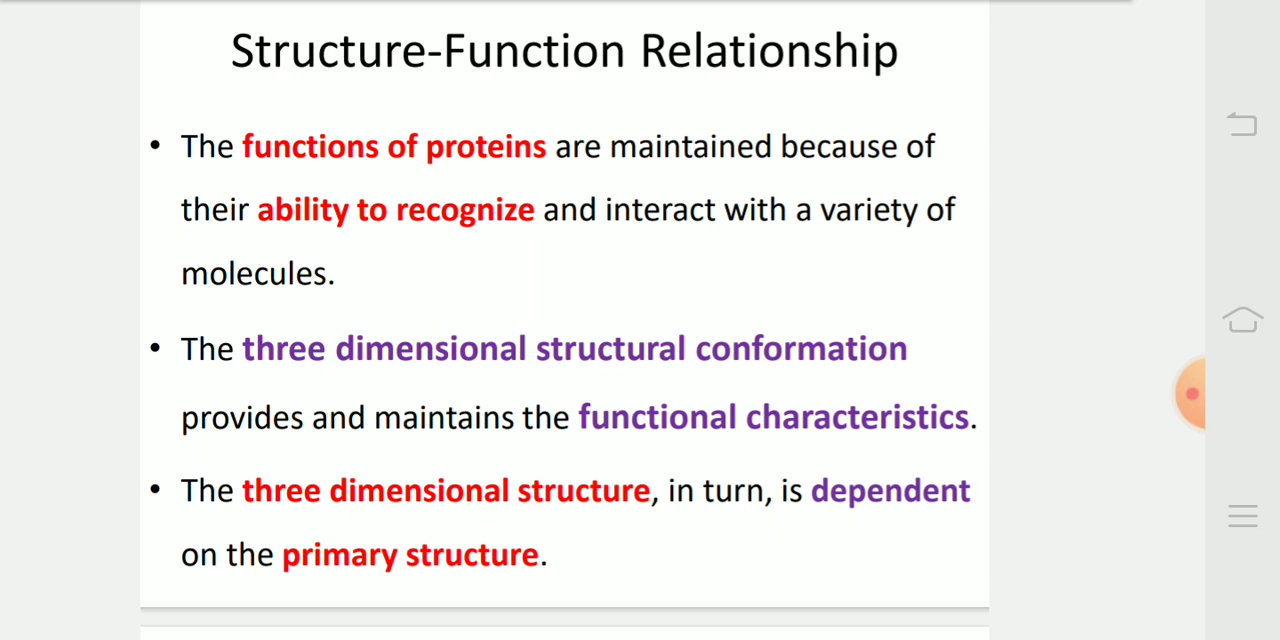 Structure-Function Relationship
• The functions of proteins are maintained because of
their ability to recognize and interact with a variety of
molecules.
• The three dimensional structural conformation
provides and maintains the functional characteristics.
• The three dimensional structure, in turn, is dependent
on the primary structure.